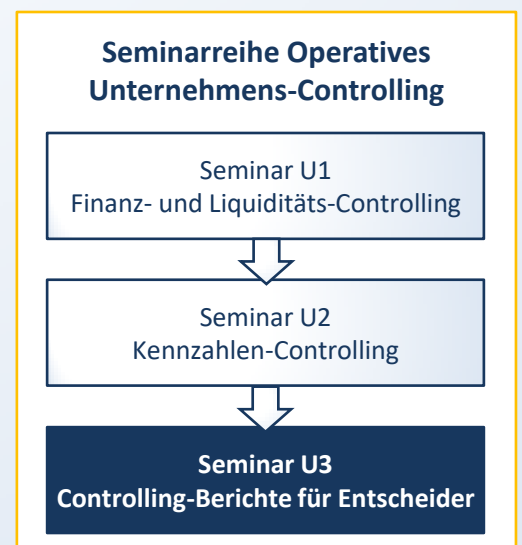 Seminarreihe Operatives
Unternehmens-Controlling
Seminar U1
Finanz- und Liquiditäts-Controlling
Seminar U2
Kennzahlen-Controlling
Seminar U3
Controlling-Berichte für Entscheider